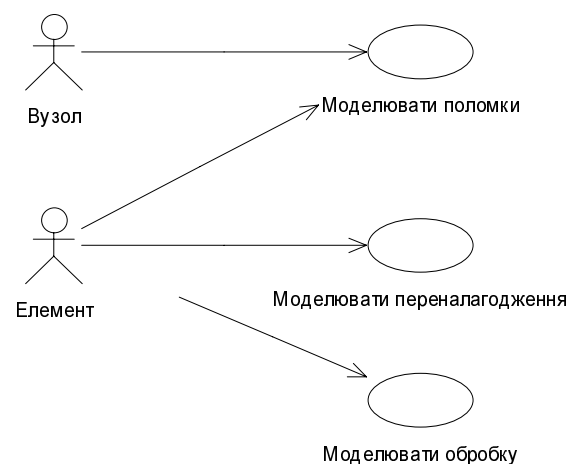 Моделювати поломки
Вузол
Моделювати переналагодження
Елемент
Моделювати обробку